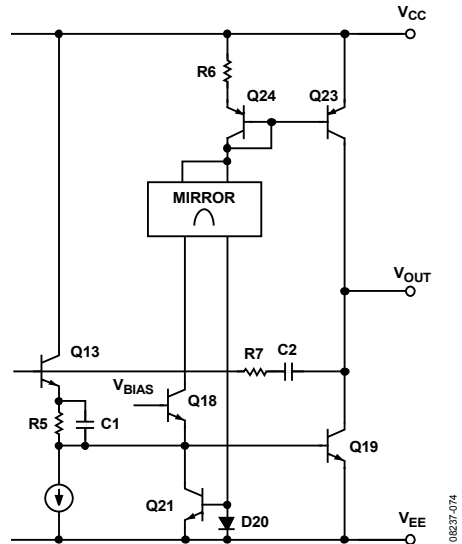 VCC
R6
Q24
Q23
MIRROR
VOUT
Q13
R7
C2
VBIAS
Q18
R5
C1
Q19
Q21
D20
VEE
08237-074